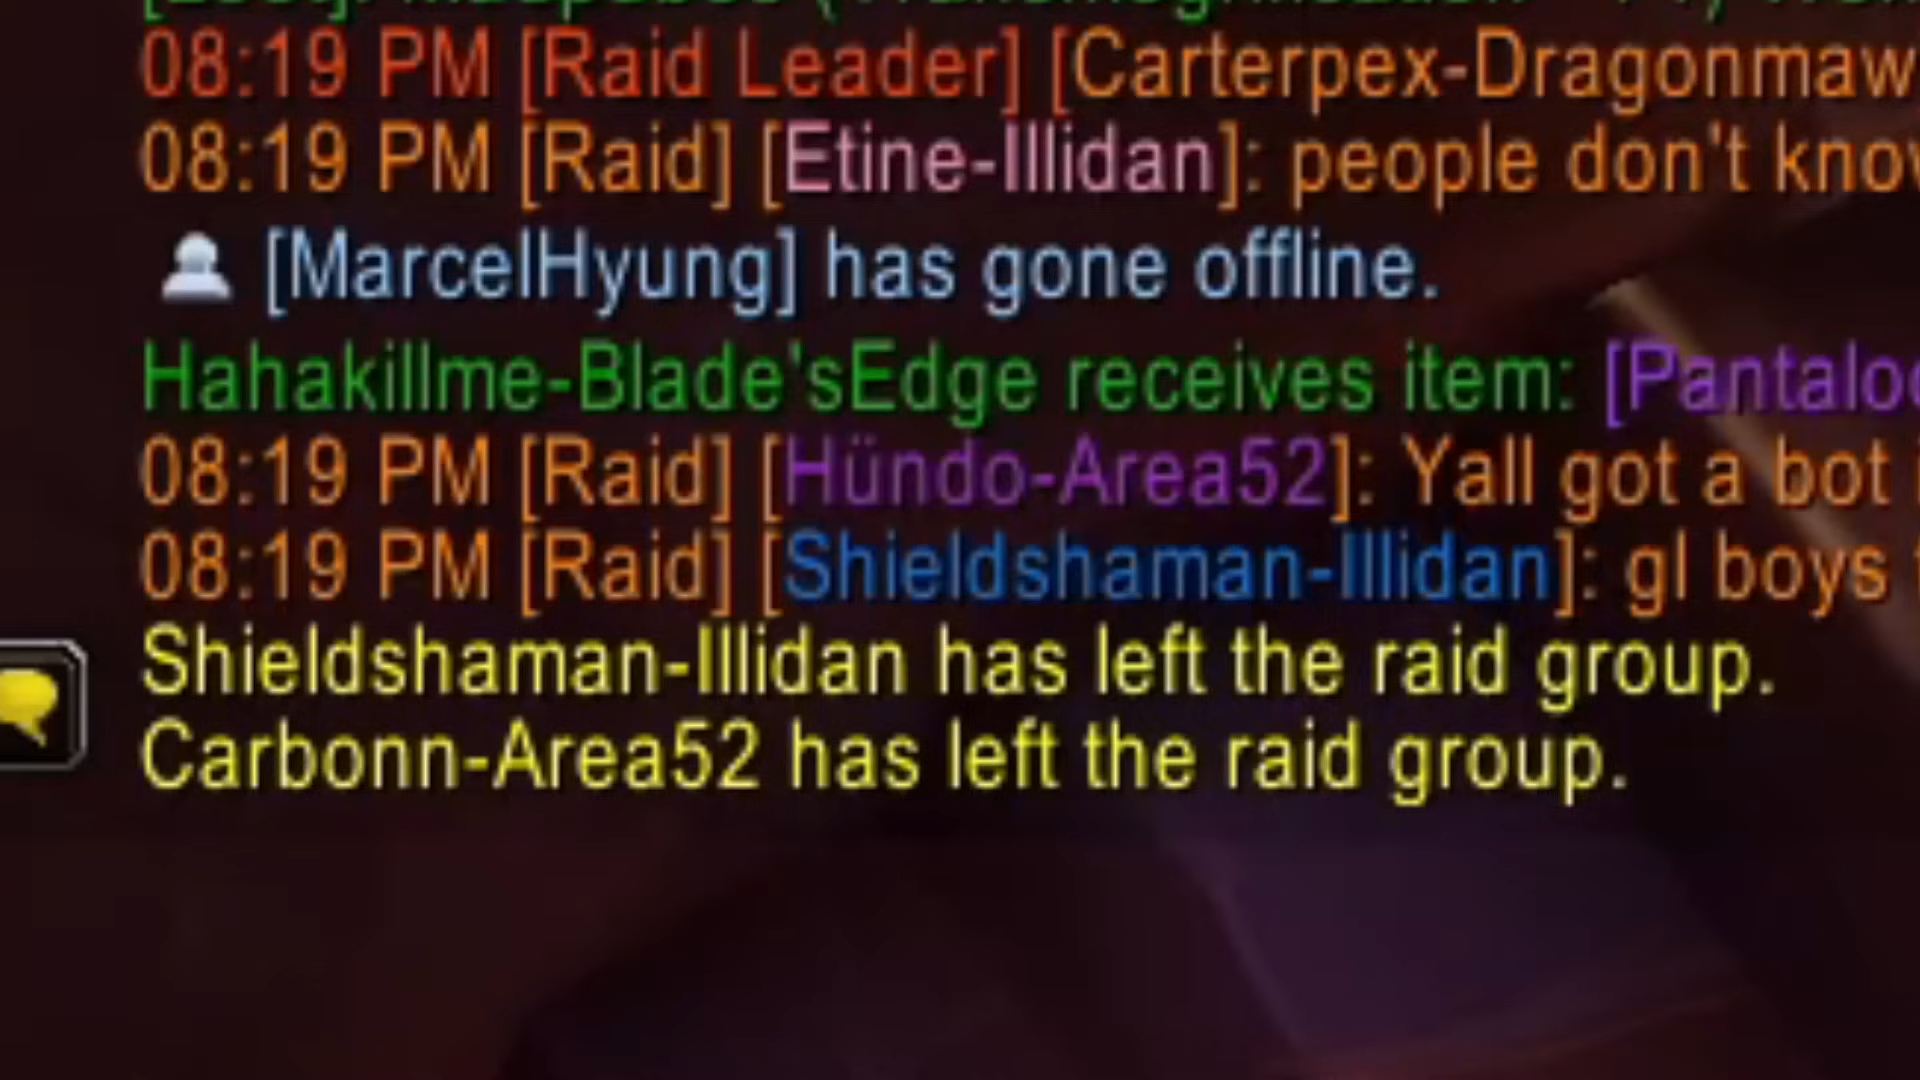 08:19 PM [Raid Leader] [Carterpex-Dragonmaw
08:19 PM [Raid] [Etine-Illidan]: people don't
[MarcelHyung] has gone offline.
Hahakillme-Blade'sEdge receives item:
08:19 PM [Raid] [Hündo-Area52]: Yall got a bot
08:19 PM [Raid] [Shieldshaman-Illidan]: gl boys
Shieldshaman-Illidan has left the raid group.
Carbonn-Area52 has left the raid group.